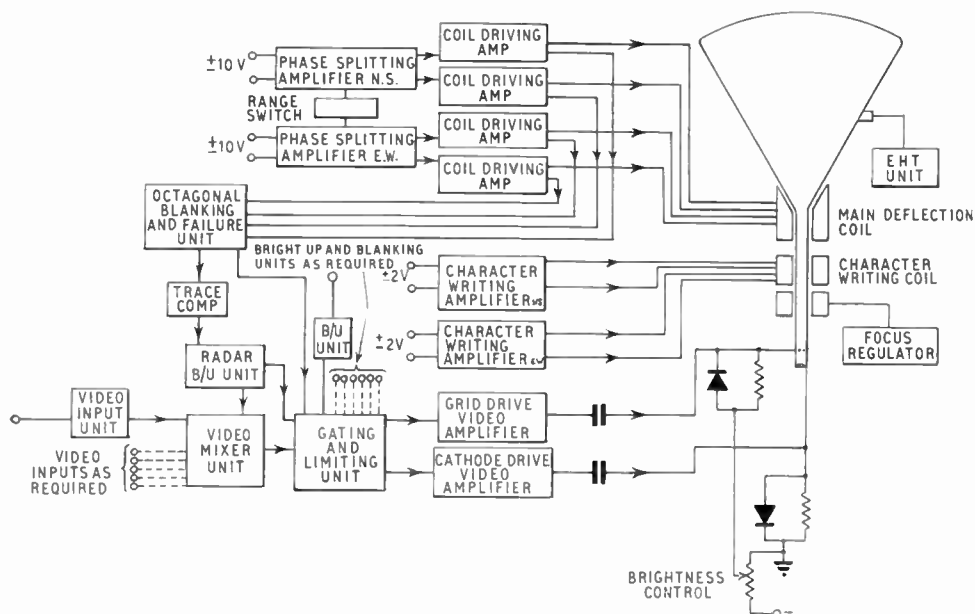 COIL DRIVING
AMP
±10V
PHASE SPLITTING
AMPLIFIER N.S.
COIL DRIVING
AMP
RANGE
SWITCH
COIL DRIVING
AMP
±10V
PHASE SPLITTING
AMPLIFIER E.W.
COIL DRIVING
AMP
EHT
UNIT
OCTAGONAL
BLANKING
AND FAILURE
UNIT
MAIN DEFLECTION
COIL
BRIGHT UP AND BLANKING
UNITS AS REQUIRED
±2V
CHARACTER
WRITING
AMPLIFIER NS
CHARACTER
WRITING COIL
TRACE
COMP
B/U
UNIT
±2V
CHARACTER
WRITING
AMPLIFIER EW
FOCUS
REGULATOR
RADAR
B/U UNIT
VIDEO
INPUT
UNIT
VIDEO
MIXER
UNIT
GATING
AND
LIMITING
UNIT
GRID DRIVE
VIDEO
AMPLIFIER
VIDEO
INPUTS AS
REQUIRED
CATHODE DRIVE
VIDEO
AMPLIFIER
BRIGHTNESS
CONTROL